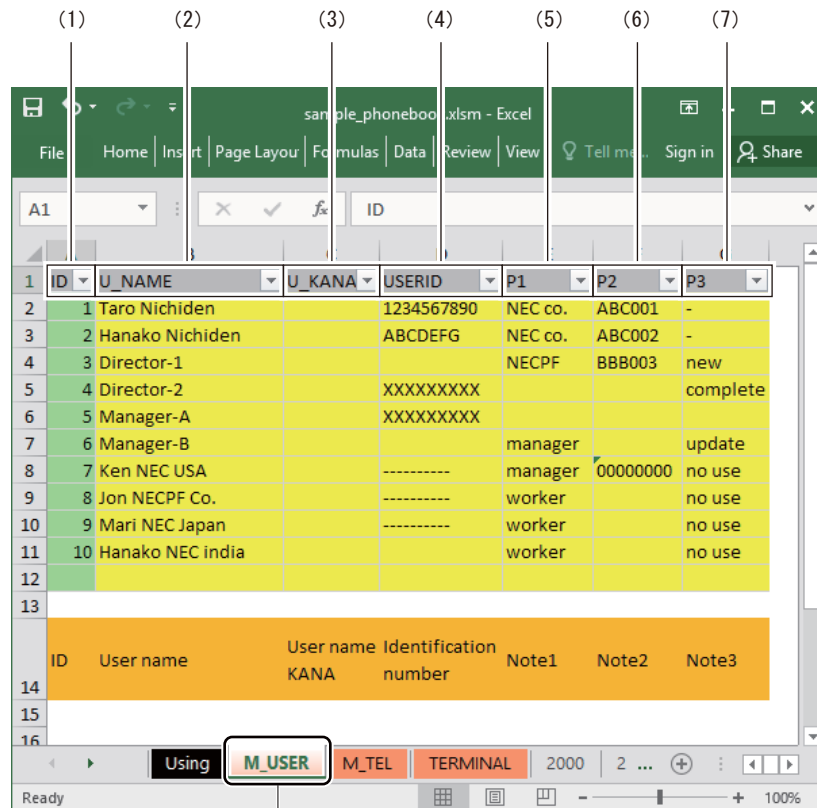 (1) (2) (3) (4) (5) (6) (7)
sample_phoneboo .xlsm - Excel
File Home Insert Page Layou Formulas Data Review View Tell me... Sign in Share
A1 fx ID
1 ID U_NAME U_KANA USERID P1 P2 P3
2 1 Taro Nichiden 1234567890 NEC co. ABC001 -
3 2 Hanako Nichiden ABCDEFG NEC co. ABC002 -
4 3 Director-1 NECPF BBB003 new
5 4 Director-2 XXXXXXXXX complete
6 5 Manager-A XXXXXXXXX
7 6 Manager-B manager update
8 7 Ken NEC USA ---------- manager 00000000 no use
9 8 Jon NECPF Co. ---------- worker no use
10 9 Mari NEC Japan ---------- worker no use
11 10 Hanako NEC india worker no use
12
13
User name Identification
ID User name Note1 Note2 Note3
KANA number
14
15
16
Using M_USER M_TEL TERMINAL 2000 2 ...
Ready 100%